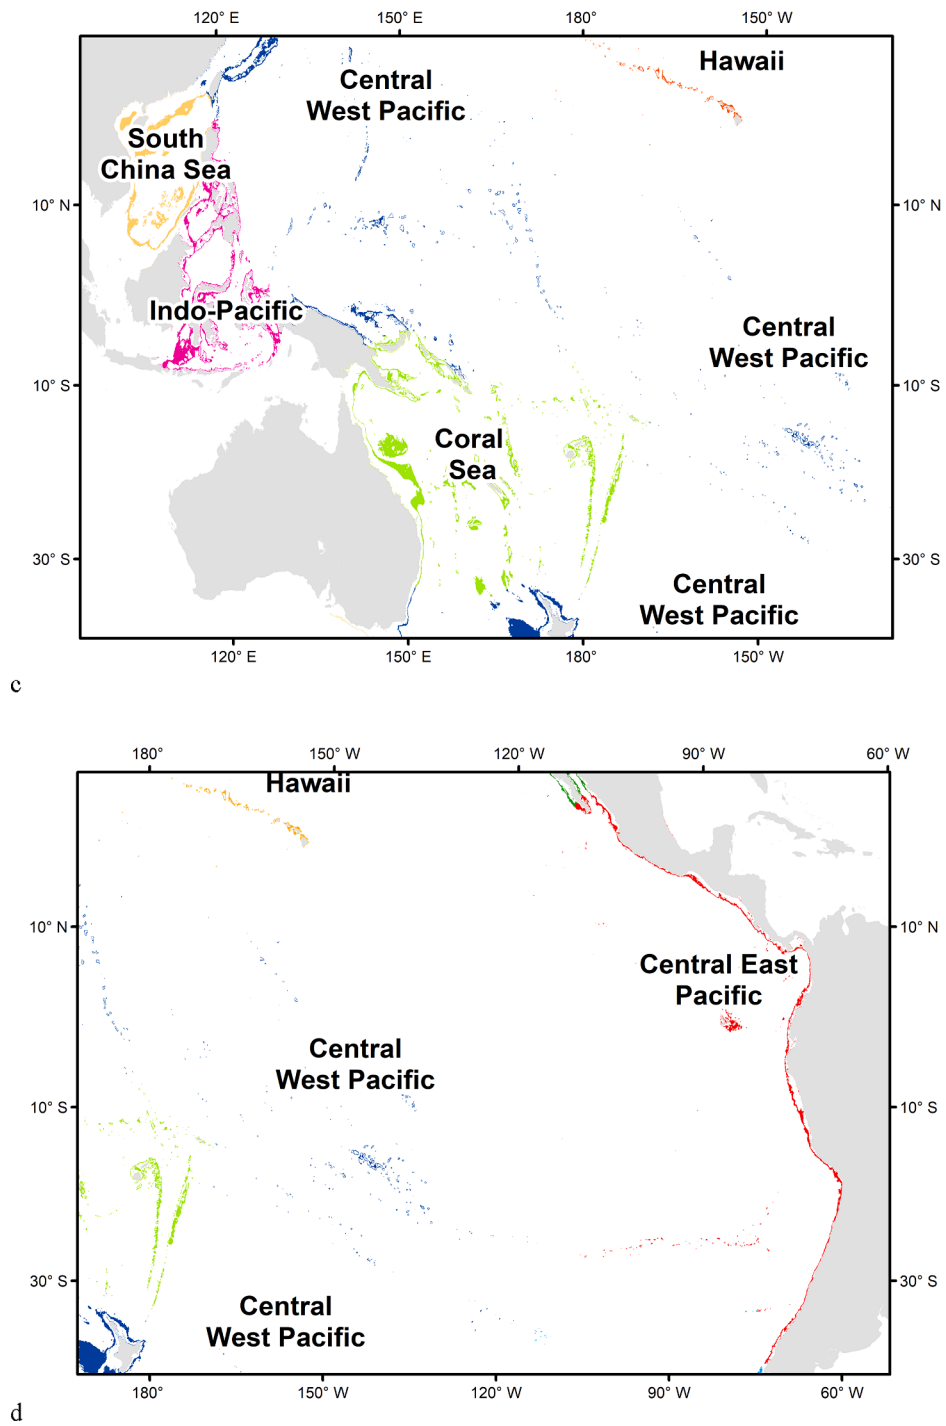 120° E 150° E 180° 150° W
Hawaii
Central
West Pacific
South
China Sea
10° N 10° N
Indo-Pacific
Central
West Pacific
10° S 10° S
Coral
Sea
30° S 30° S
Central
West Pacific
120° E 150° E 180° 150° W
c
180° 150° W 120° W 90° W 60° W
Hawaii
10° N 10° N
Central East
Pacific
Central
West Pacific
10° S 10° S
30° S 30° S
Central
West Pacific
180° 150° W 120° W 90° W 60° W
d